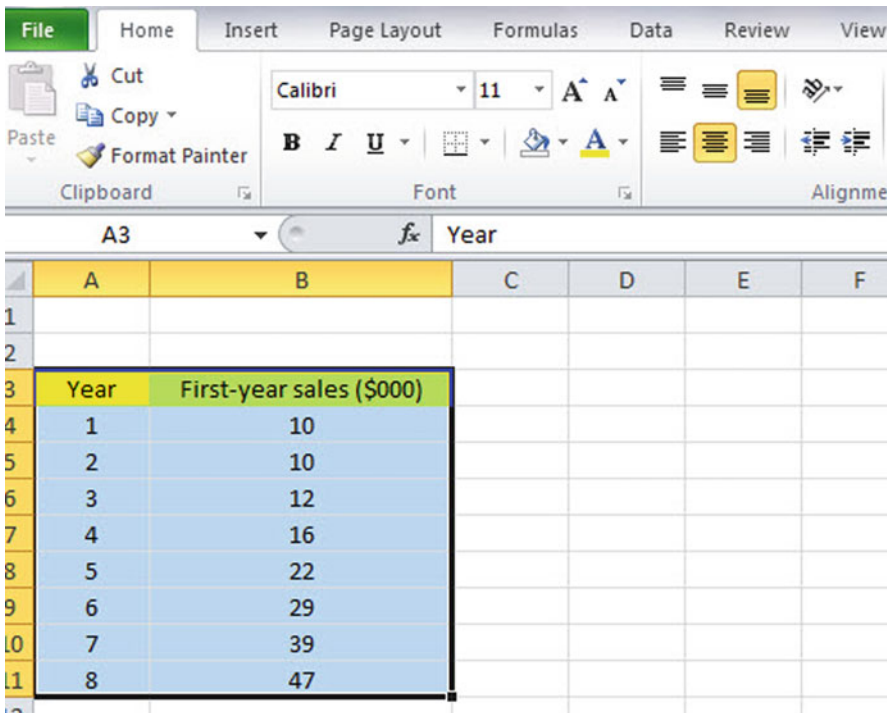 File Home Insert Page Layout Formulas Data Review View
Cut
Calibri 11 A A
Copy
Paste
B I U A
Format Painter
Clipboard Font Alignme
A3 fx Year
A B C D E F
1
2
3 Year First-year sales ($000)
4 1 10
5 2 10
6 3 12
7 4 16
8 5 22
9 6 29
10 7 39
11 8 47